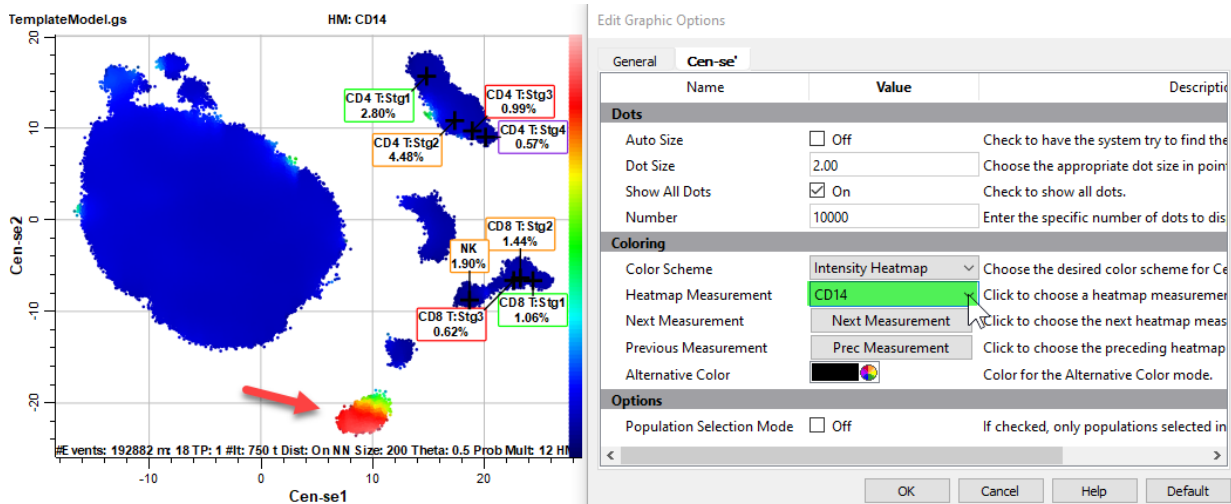 TemplateModel.gs
HM: CD14
20
10
0
-10
-20
CD4 T:Stg1
2.80%
CD4 T:Stg3
0.99%
CD4 T:Stg4
0.57%
CD4 T:Stg2
4.48%
CD8 T:Stg2
1.44%
NK
1.90%
CD8 T:Stg1
1.06%
CD8 T:Stg3
0.62%
#Events: 192882 m: 18 TP: 1 #It: 750 t Dist: On NN Size: 200 Theta: 0.5 Prob Mult: 12 H
-10
0
10
20
Cen-se1
Cen-se2
Edit Graphic Options
General
Cen-se'
Name Value Descriptic
Dots
Auto Size Off Check to have the system try to find the
Dot Size 2.00 Choose the appropriate dot size in poin
Show All Dots On Check to show all dots.
Number 10000 Enter the specific number of dots to dis
Coloring
Color Scheme Intensity Heatmap Choose the desired color scheme for Ce
Heatmap Measurement CD14 Click to choose a heatmap measuremer
Next Measurement Next Measurement Click to choose the next heatmap meas
Previous Measurement Prec Measurement Click to choose the preceding heatmap
Alternative Color Color for the Alternative Color mode.
Options
Population Selection Mode Off If checked, only populations selected in
OK Cancel Help Default